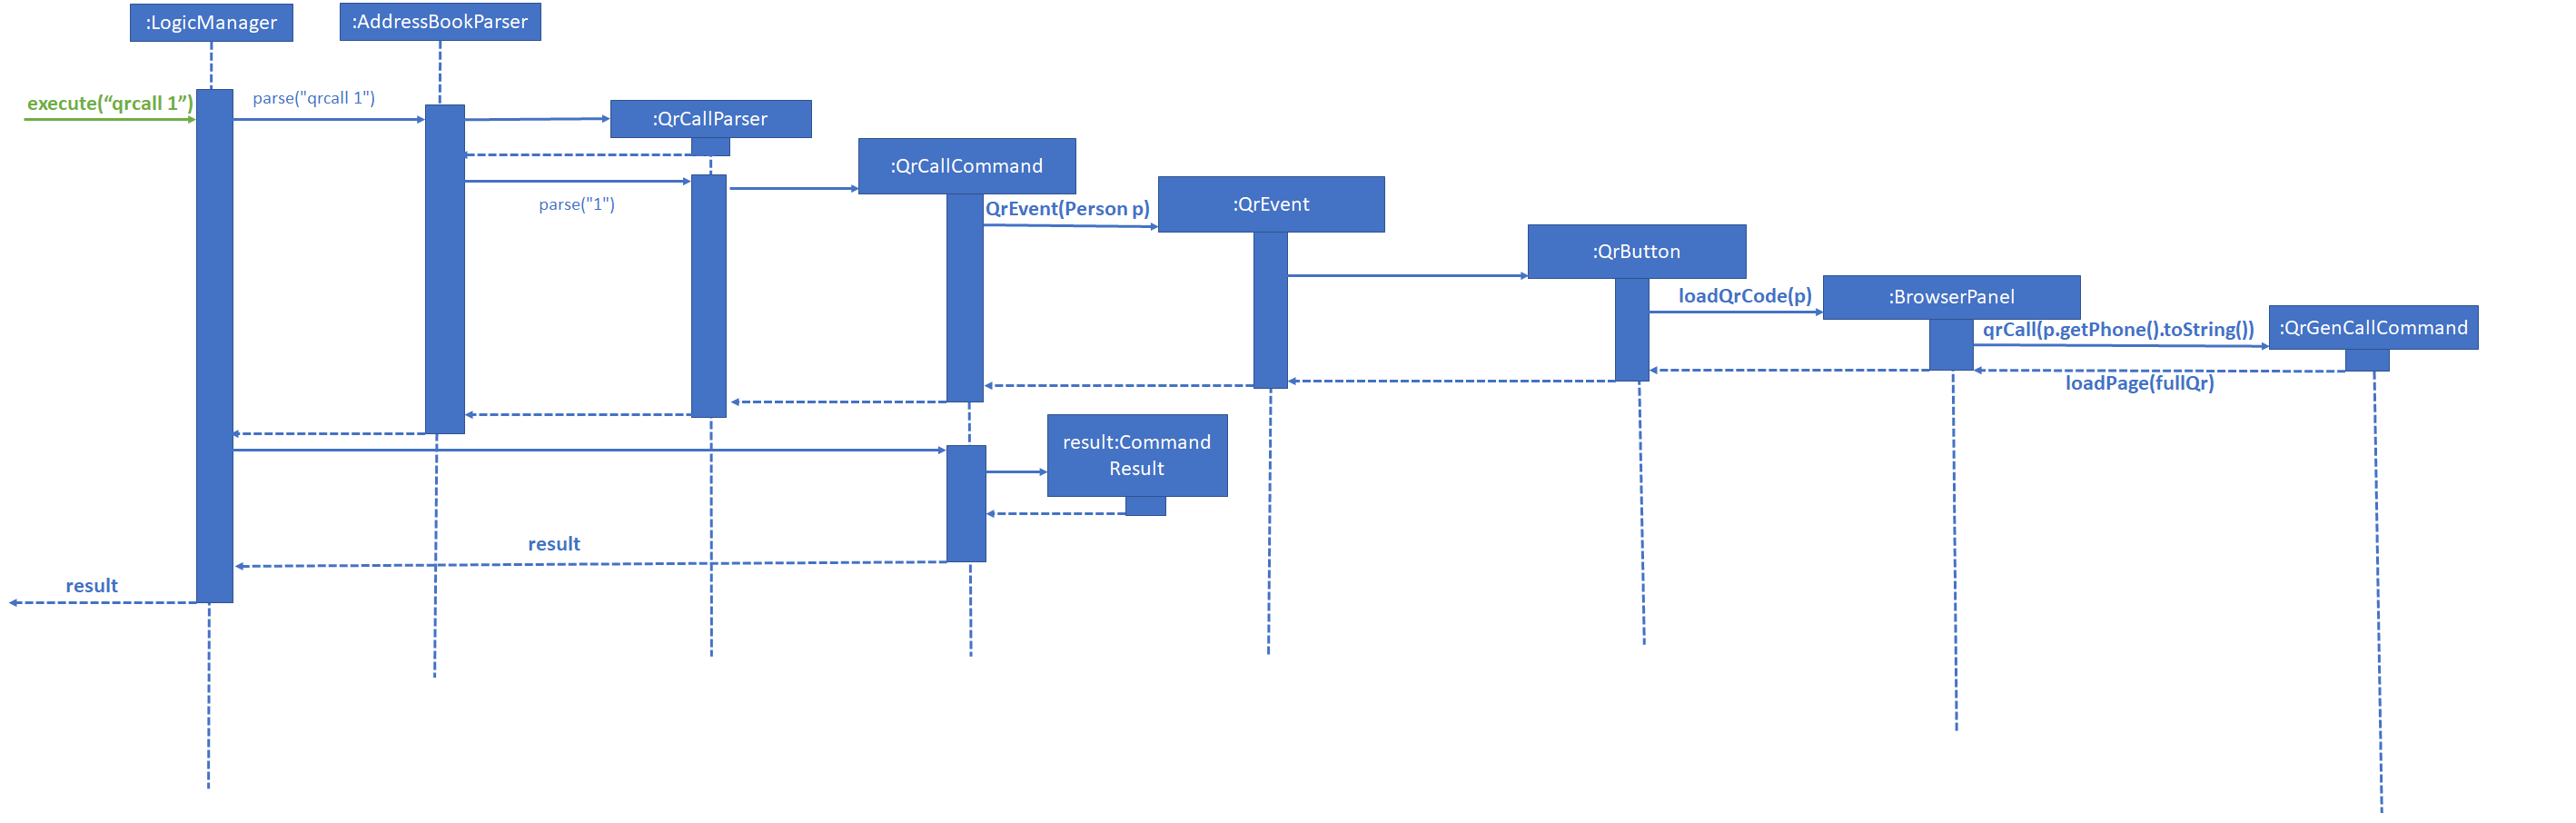 :LogicManager
:AddressBookParser
execute(“qrcall 1”)
parse("qrcall 1")
:QrCallParser
:QrCallCommand
parse("1")
QrEvent(Person p)
:QrEvent
:QrButton
loadQrCode(p)
:BrowserPanel
qrCall(p.getPhone().toString())
:QrGenCallCommand
loadPage(fullQr)
result:Command
Result
result
result